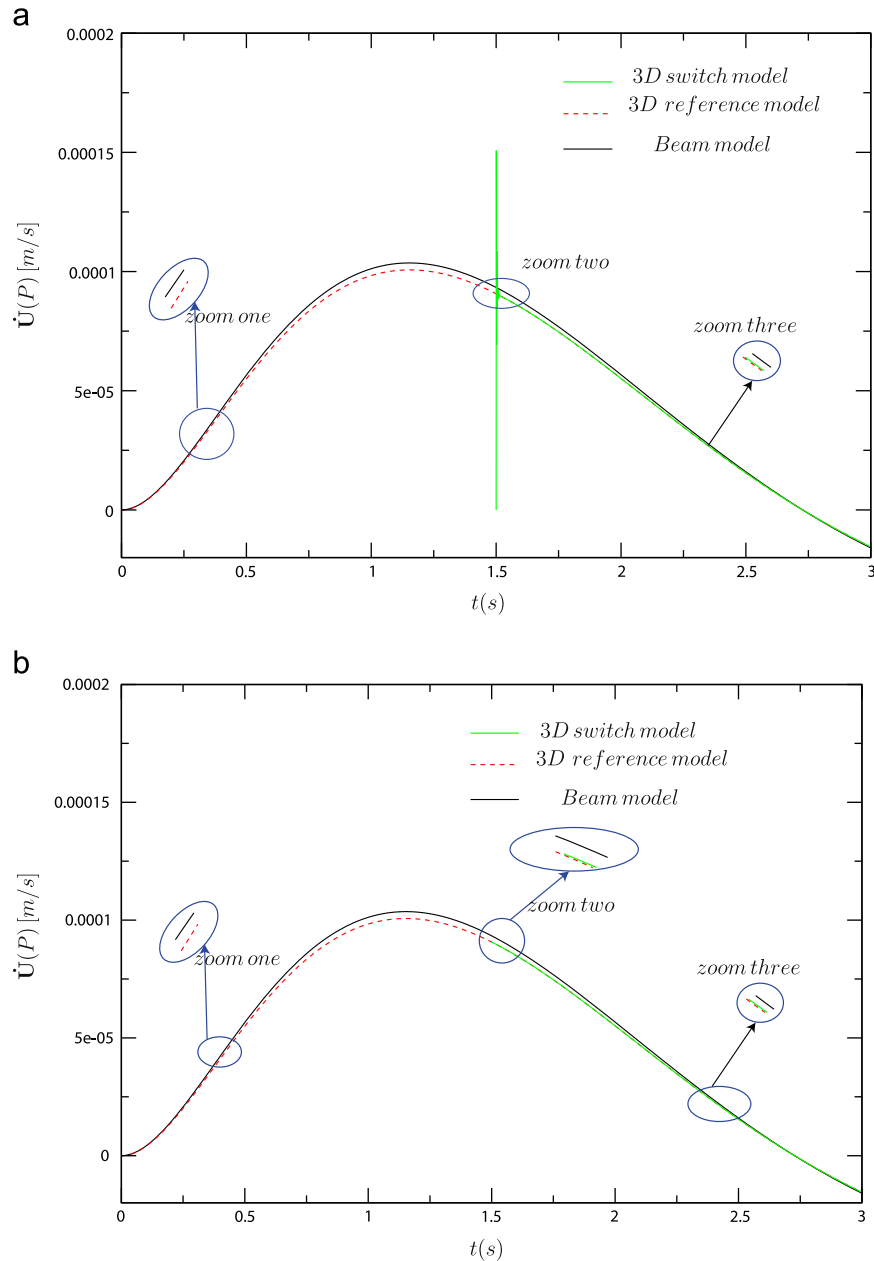 a
0.0002
3D switch model
3D reference model
Beam model
0.00015
zoom two
0.0001
U̇(P) [m/s]
zoom one
zoom three
5e-05
0
0 0.5 1 1.5 2 2.5 3
t(s)
b
0.0002
3D switch model
3D reference model
Beam model
0.00015
zoom two
0.0001
U̇(P) [m/s]
zoom one
zoom three
5e-05
0
0 0.5 1 1.5 2 2.5 3
t(s)